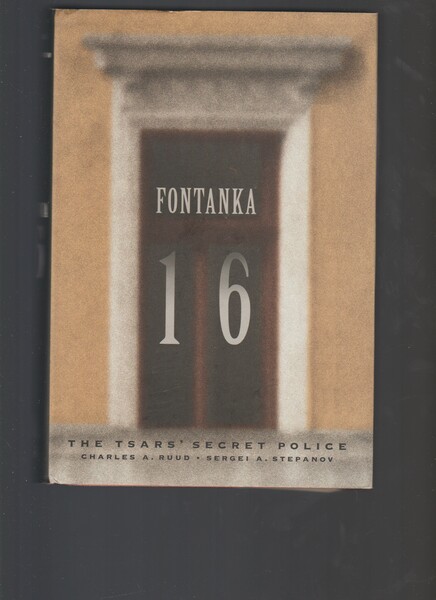 FONTANKA
16
THE TSARS' SECRET POLICE
CHARLES A. RUUD • SERGEI A. STEPANOV